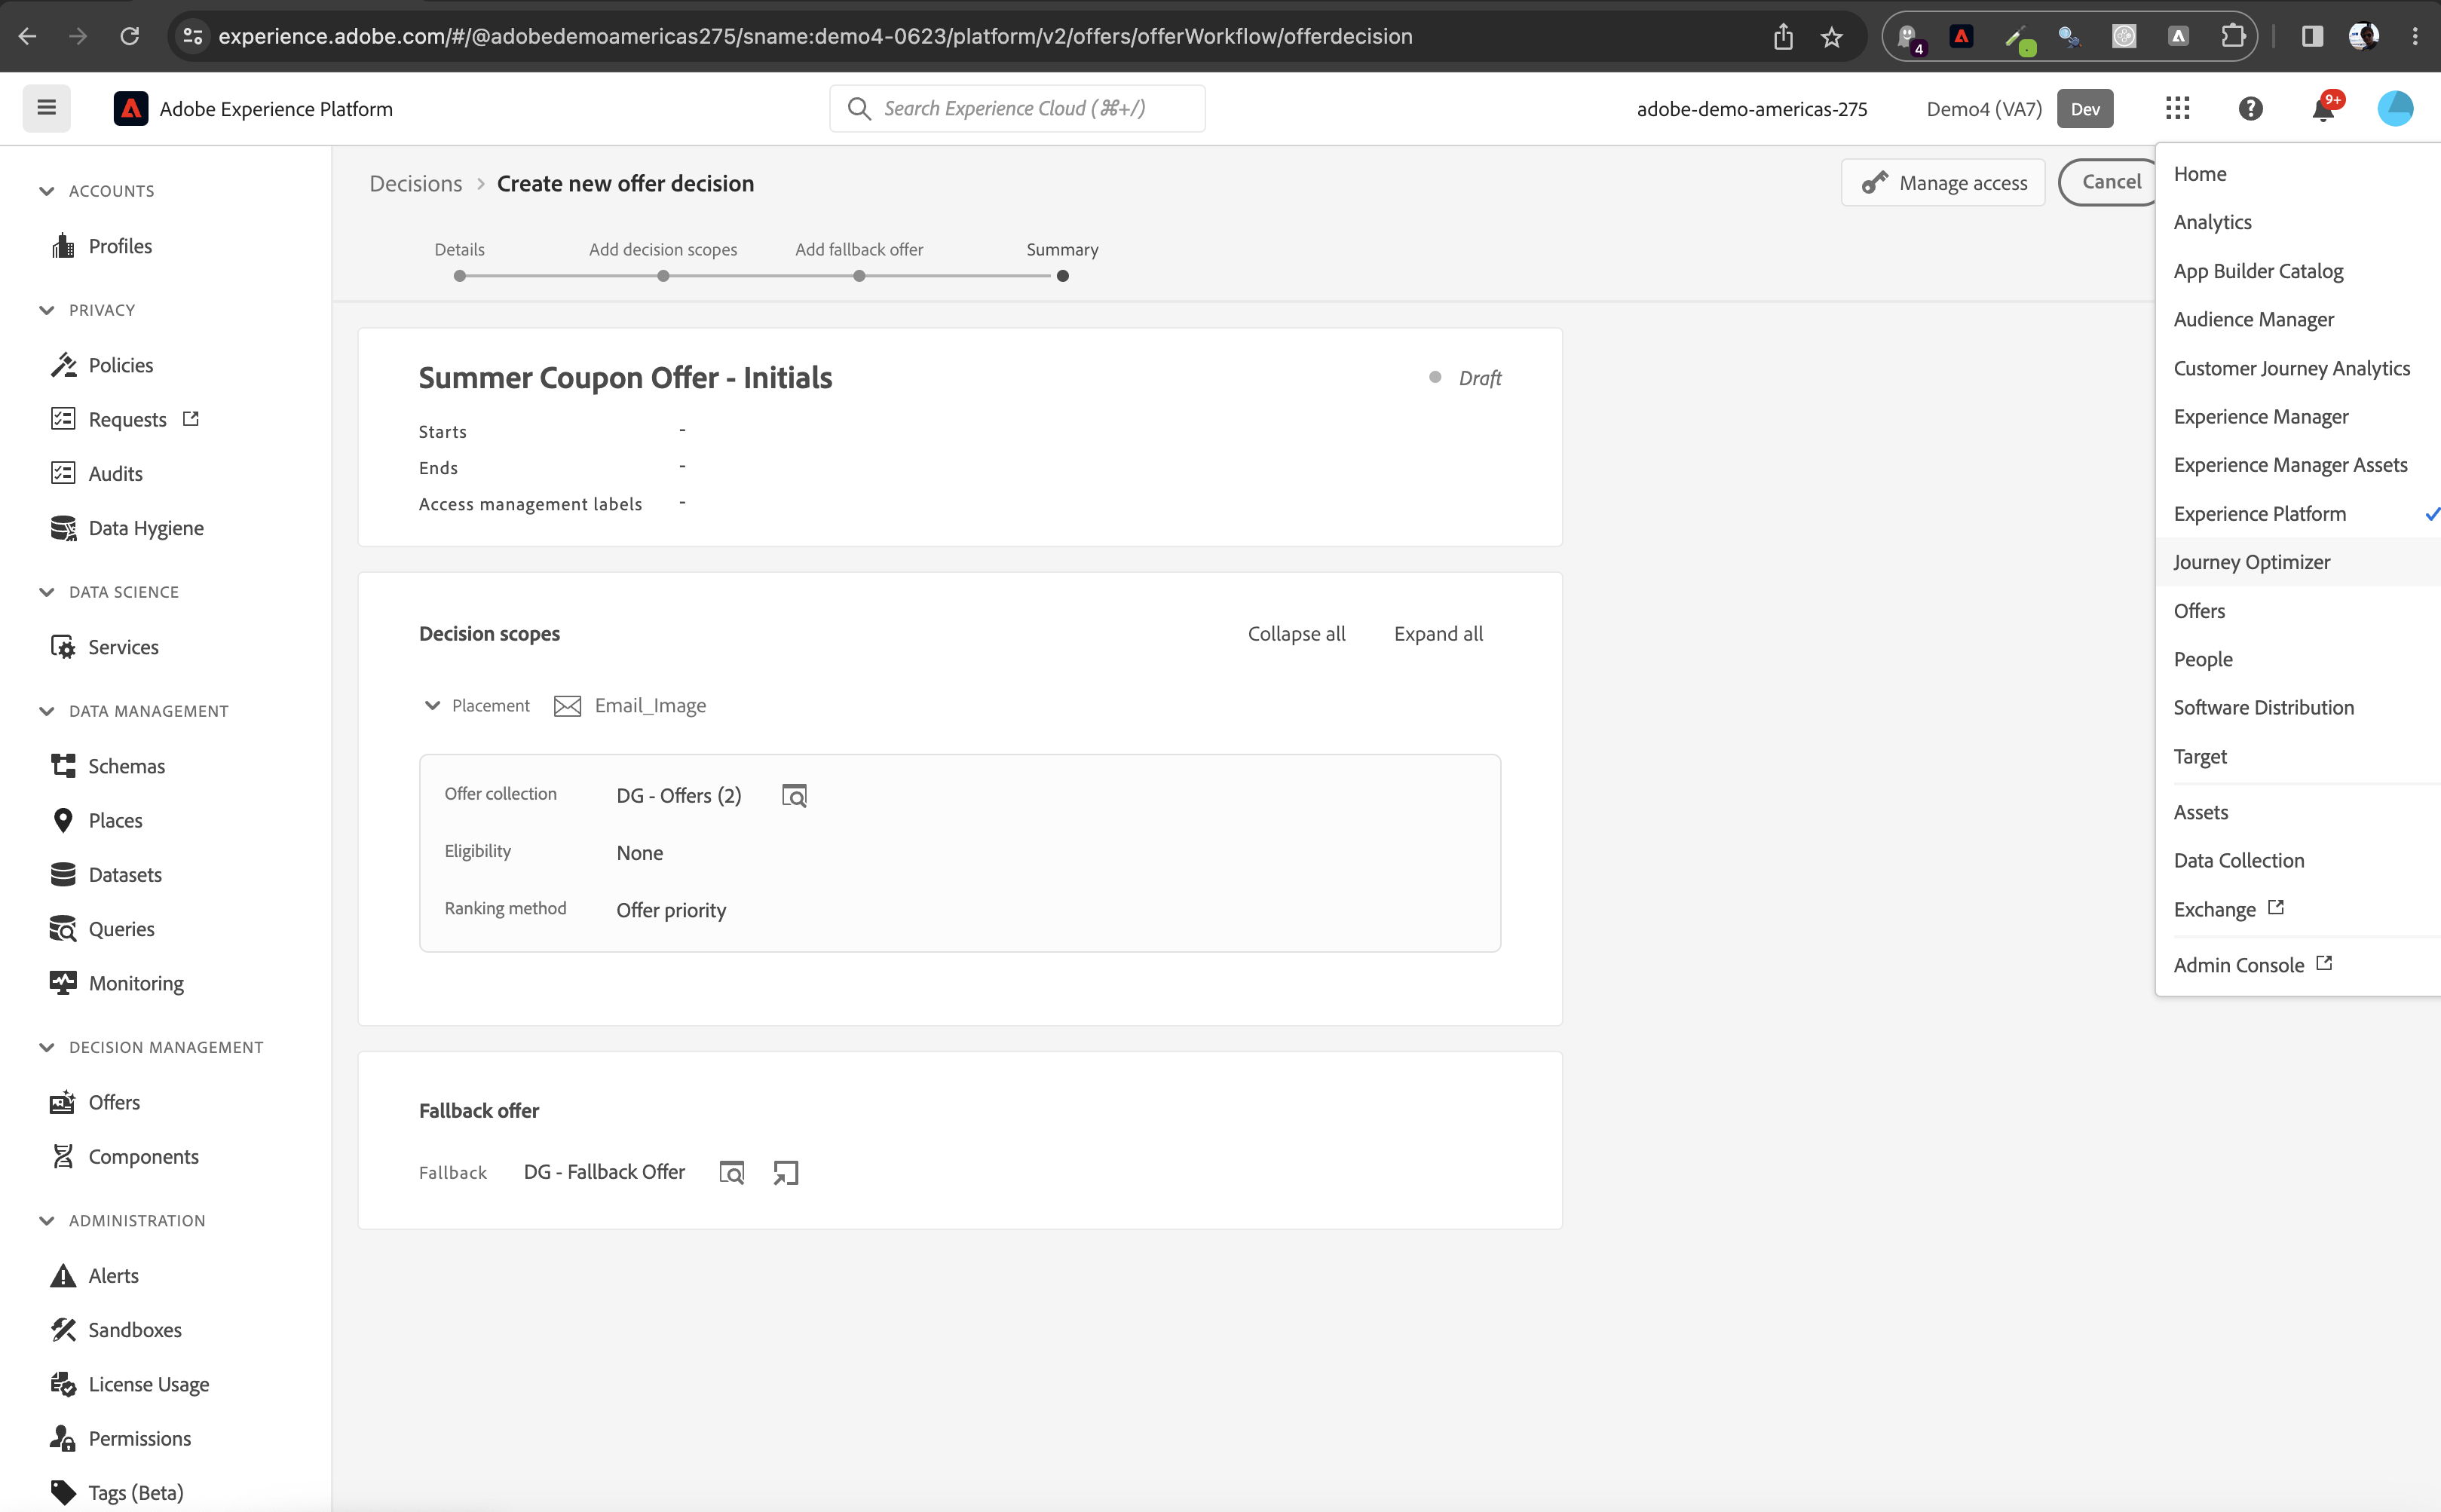 experience.adobe.com/#/@adobedemoamericas275/sname:demo4-0623/platform/v2/offers/offerWorkflow/offerdecision
4
Adobe Experience Platform
Search Experience Cloud (⌘+/)
adobe-demo-americas-275
Demo4 (VA7)
Dev
9+
ACCOUNTS
Profiles
PRIVACY
Policies
Requests
Audits
Data Hygiene
DATA SCIENCE
Services
DATA MANAGEMENT
Schemas
Places
Datasets
Queries
Monitoring
DECISION MANAGEMENT
Offers
Components
ADMINISTRATION
Alerts
Sandboxes
License Usage
Permissions
Tags (Beta)
Decisions > Create new offer decision
Manage access
Cancel
Details
Add decision scopes
Add fallback offer
Summary
Summer Coupon Offer - Initials
Draft
Starts -
Ends -
Access management labels -
Decision scopes
Collapse all
Expand all
Placement Email_Image
Offer collection DG - Offers (2)
Eligibility None
Ranking method Offer priority
Fallback offer
Fallback DG - Fallback Offer
Home
Analytics
App Builder Catalog
Audience Manager
Customer Journey Analytics
Experience Manager
Experience Manager Assets
Experience Platform
Journey Optimizer
Offers
People
Software Distribution
Target
Assets
Data Collection
Exchange
Admin Console